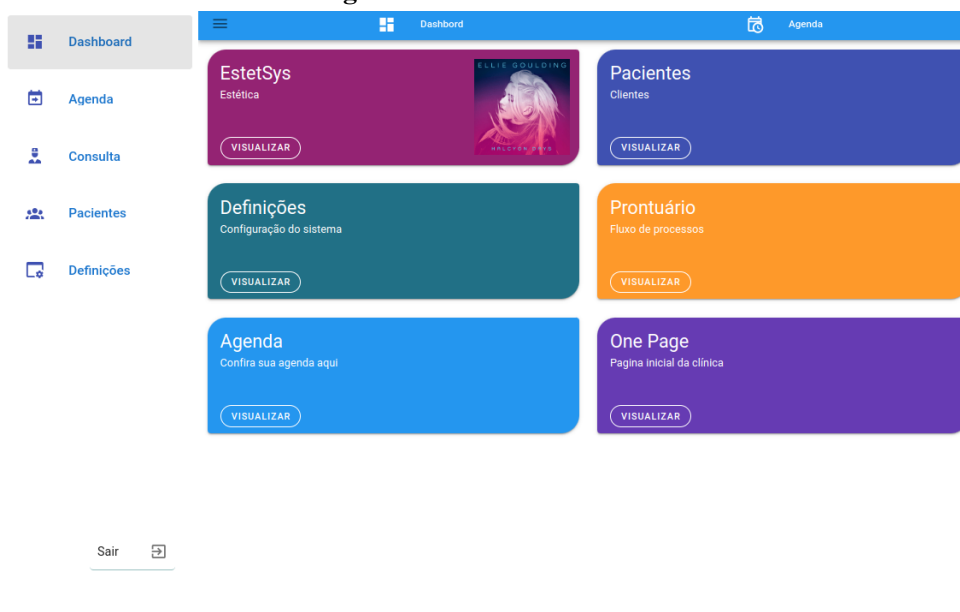 Dashboard
Agenda
Consulta
Pacientes
Definições
Sair
Dashbord
Agenda
EstetSys
Estética
VISUALIZAR
ELLIE GOULDING
HALCYON DAYS
Pacientes
Clientes
VISUALIZAR
Definições
Configuração do sistema
VISUALIZAR
Prontuário
Fluxo de processos
VISUALIZAR
Agenda
Confira sua agenda aqui
VISUALIZAR
One Page
Pagina inicial da clínica
VISUALIZAR